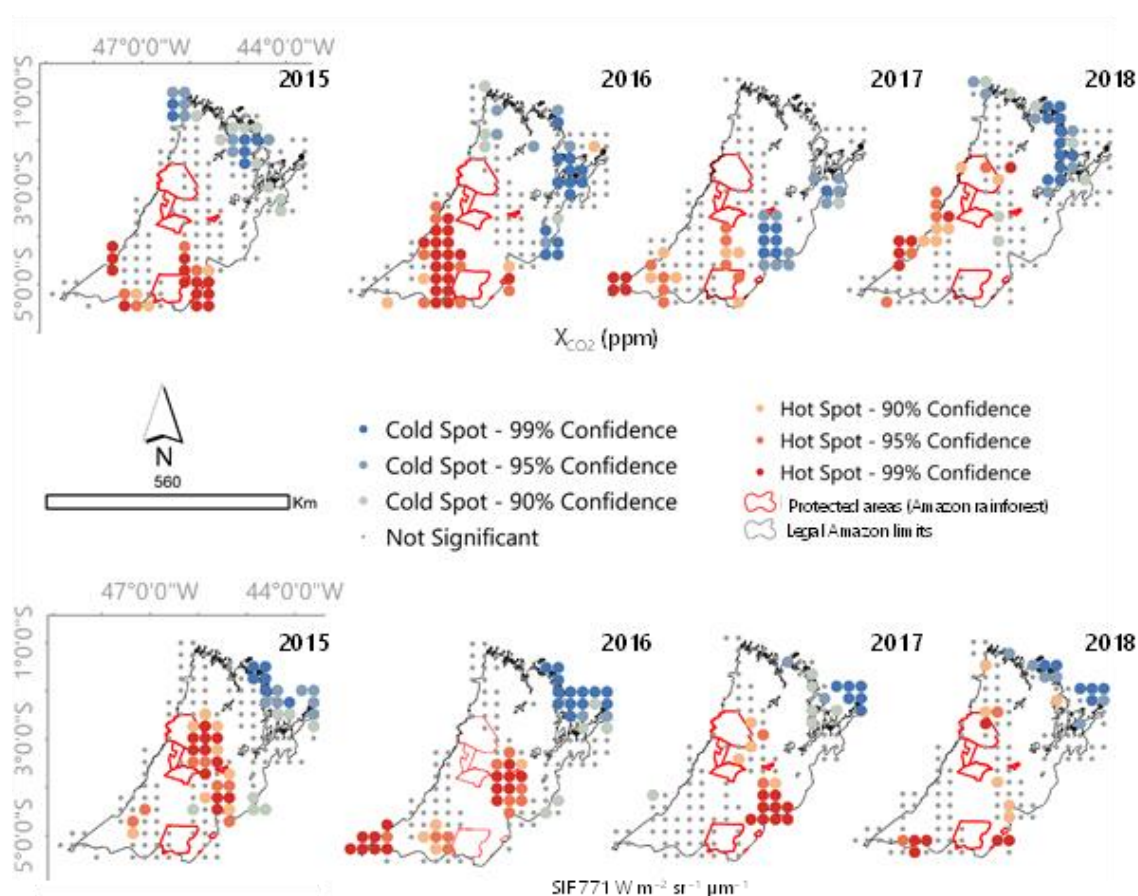 47°0'0"W 44°0'0"W
2015 2016 2017 2018
1°0'0"S
3°0'0"S
5°0'0"S
X_CO2 (ppm)
N
560
Km
Cold Spot - 99% Confidence
Cold Spot - 95% Confidence
Cold Spot - 90% Confidence
Not Significant
Hot Spot - 90% Confidence
Hot Spot - 95% Confidence
Hot Spot - 99% Confidence
Protected areas (Amazon rainforest)
Legal Amazon limits
47°0'0"W 44°0'0"W
2015 2016 2017 2018
1°0'0"S
3°0'0"S
5°0'0"S
SIF771 W m⁻² sr⁻¹ μm⁻¹